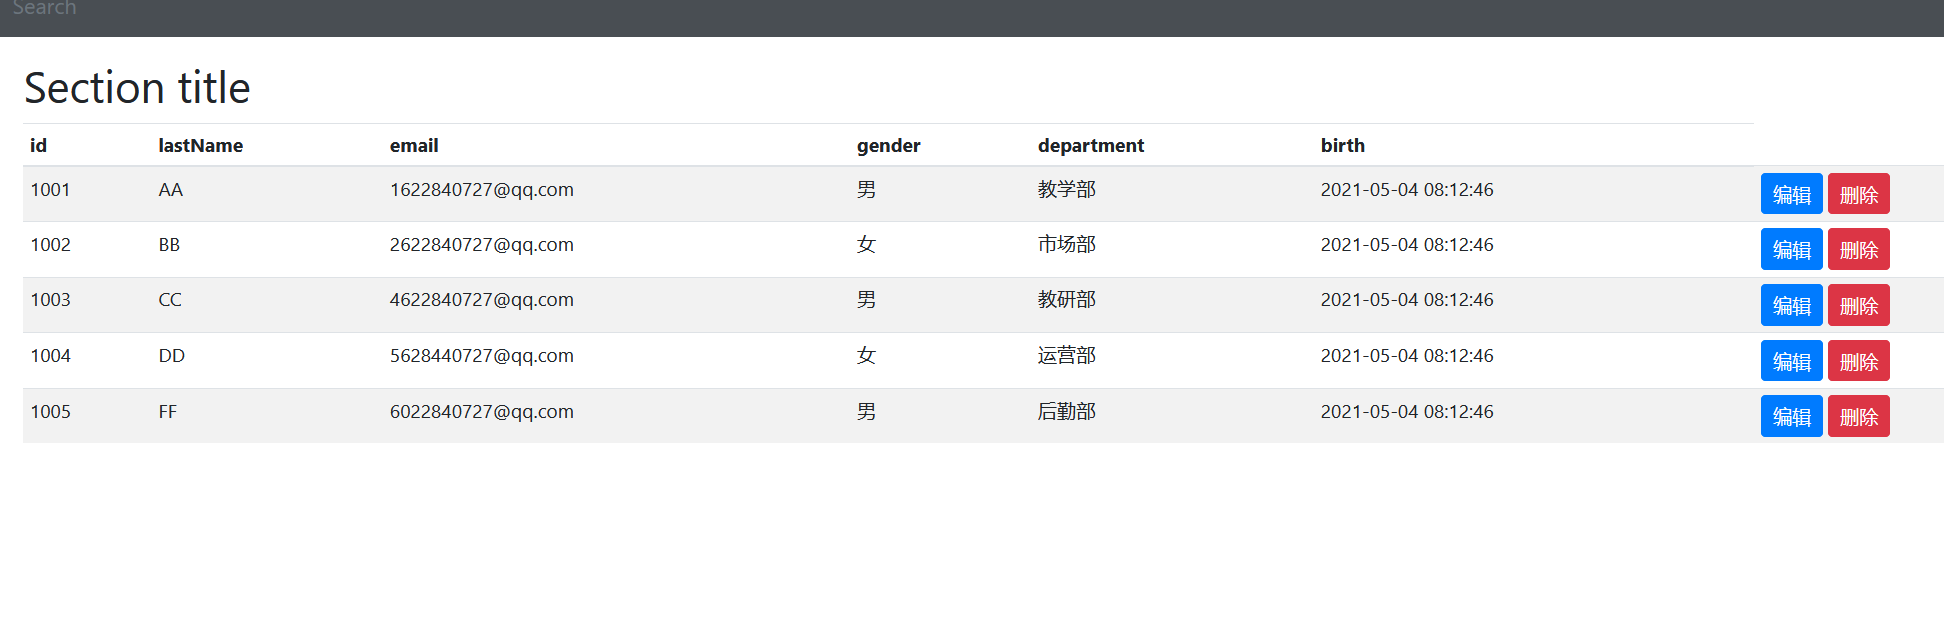 Search
Section title
id lastName email gender department birth
1001 AA 1622840727@qq.com 男 教学部 2021-05-04 08:12:46 编辑 删除
1002 BB 2622840727@qq.com 女 市场部 2021-05-04 08:12:46 编辑 删除
1003 CC 4622840727@qq.com 男 教研部 2021-05-04 08:12:46 编辑 删除
1004 DD 5628440727@qq.com 女 运营部 2021-05-04 08:12:46 编辑 删除
1005 FF 6022840727@qq.com 男 后勤部 2021-05-04 08:12:46 编辑 删除